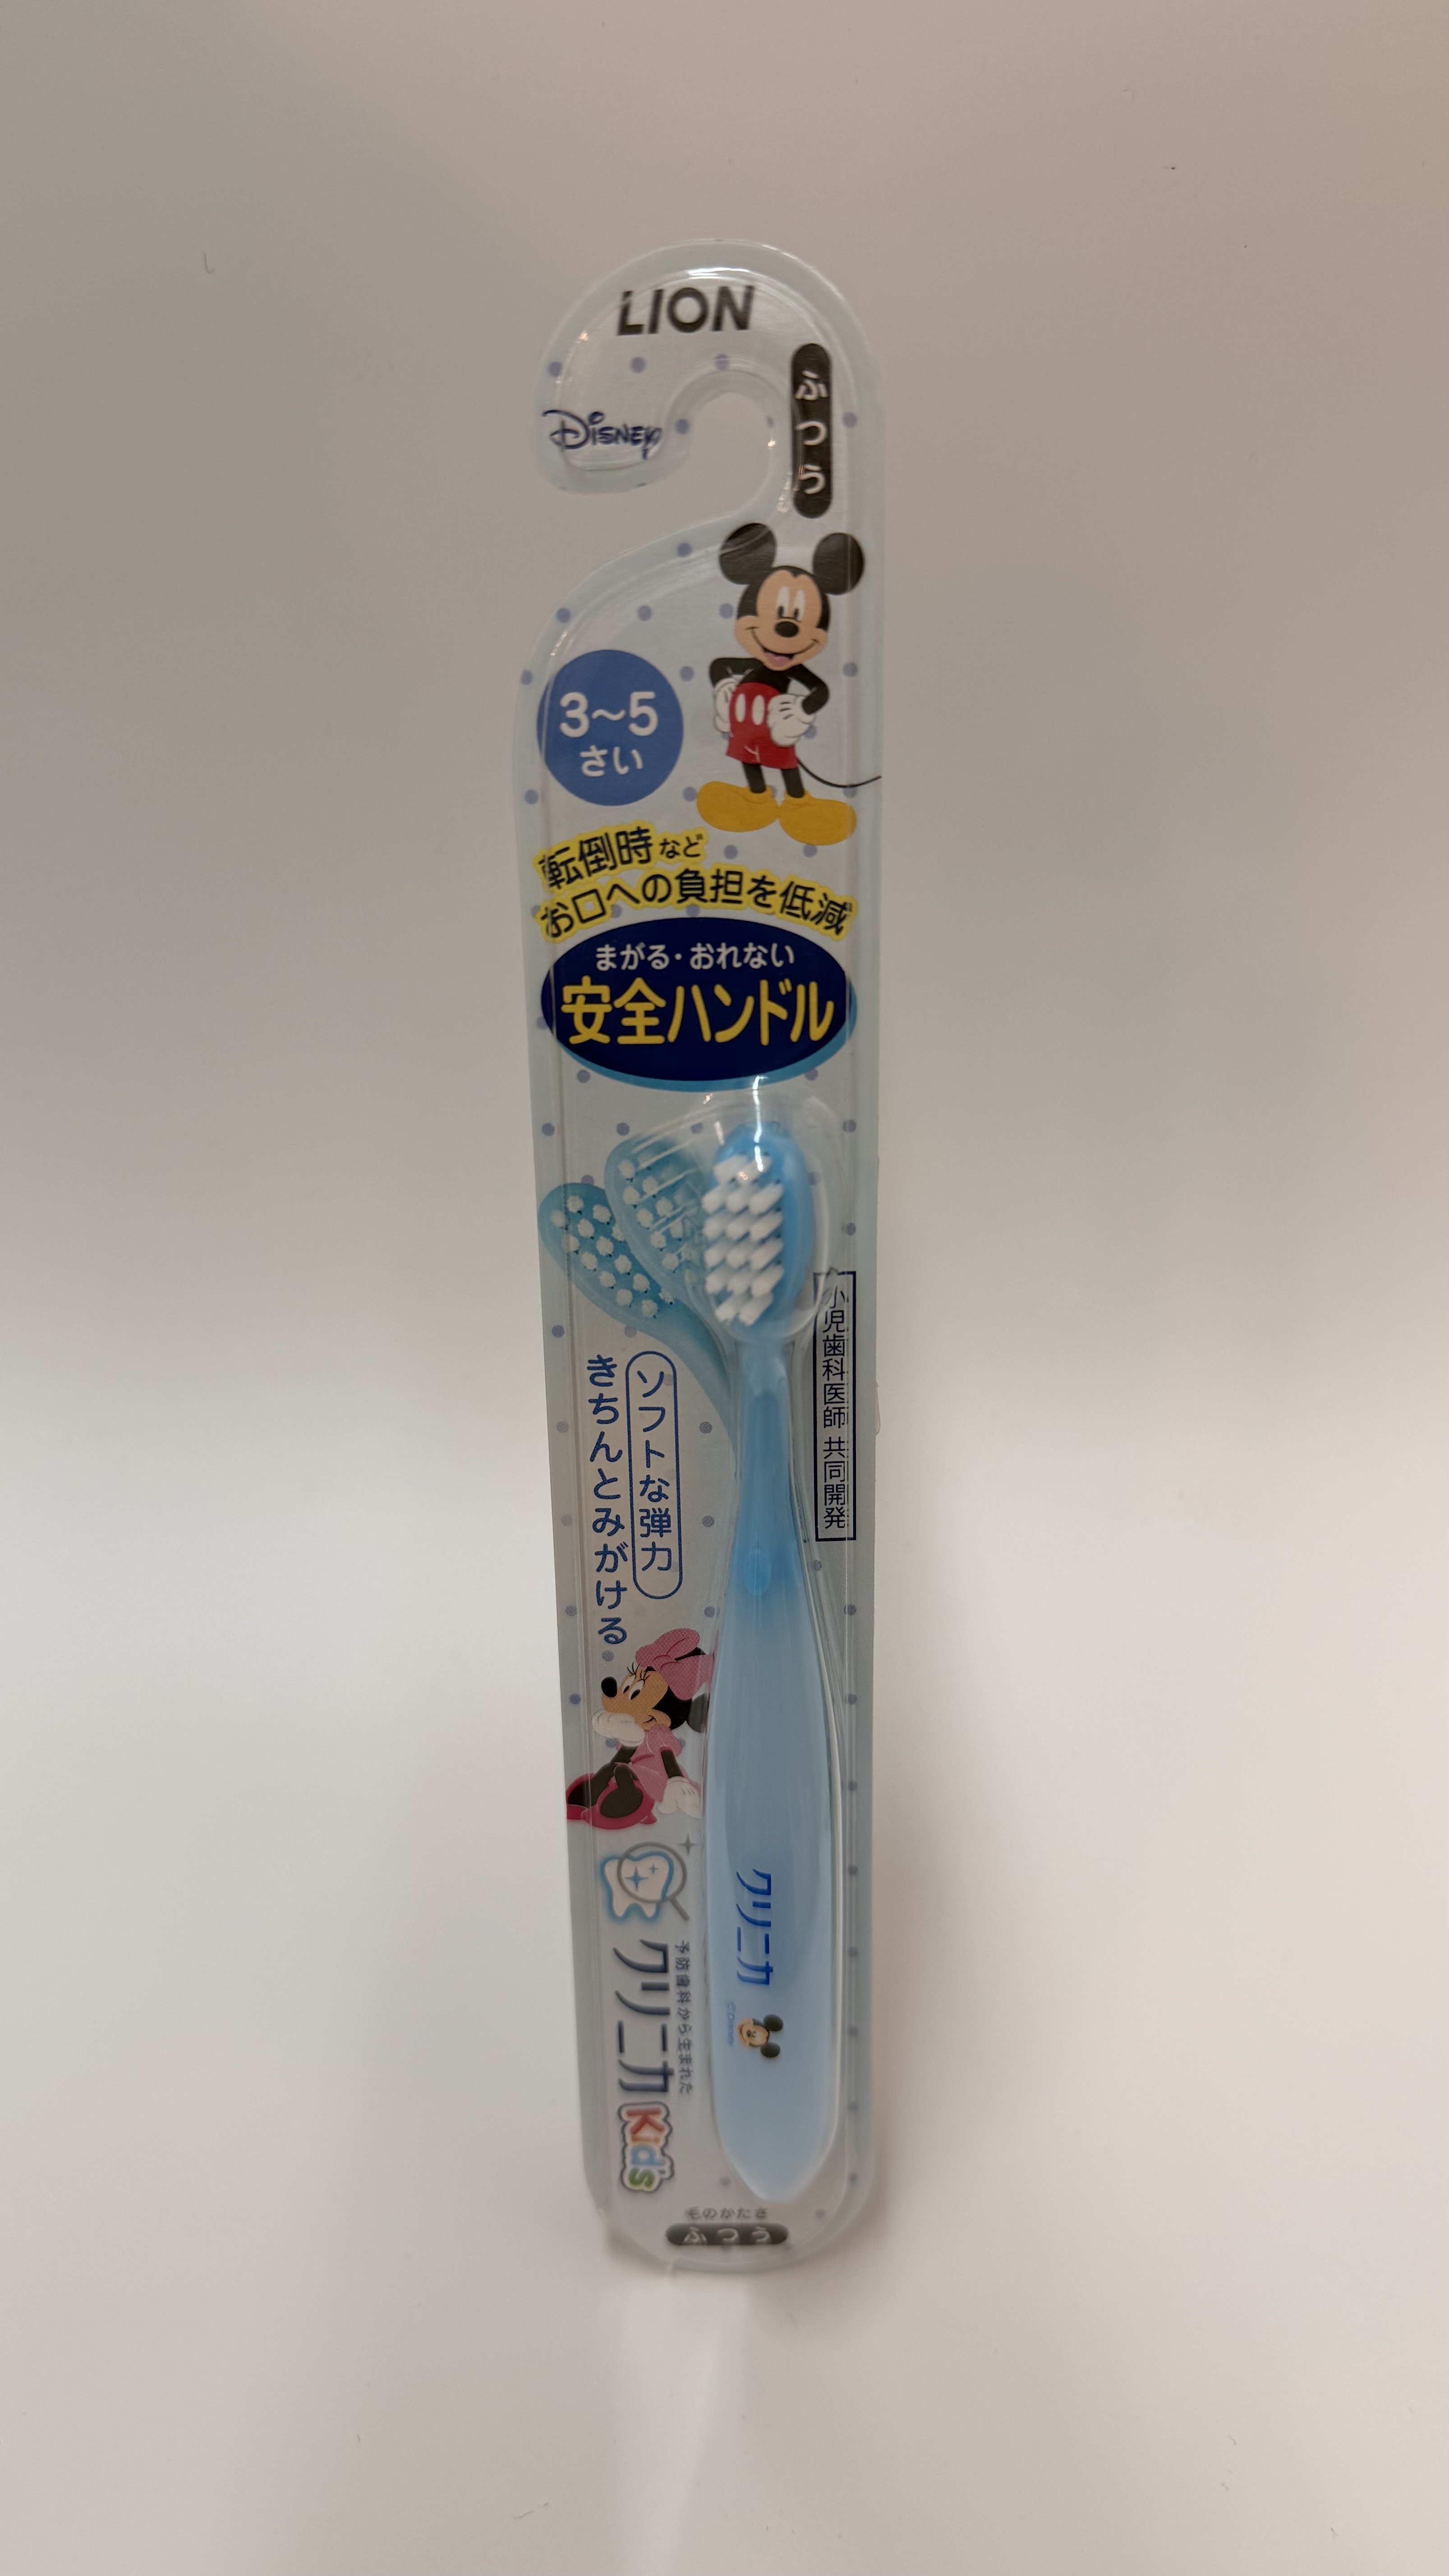 LION
Disney
ふつう
3~5
さい
転倒時など
お口への負担を低減
まがる・おれない
安全ハンドル
小児歯科医師 共同開発
ソフトな弾力
きちんとみがける
クリニカ
予防歯科から生まれた
クリニカKid's
毛のかたさ
ふつう